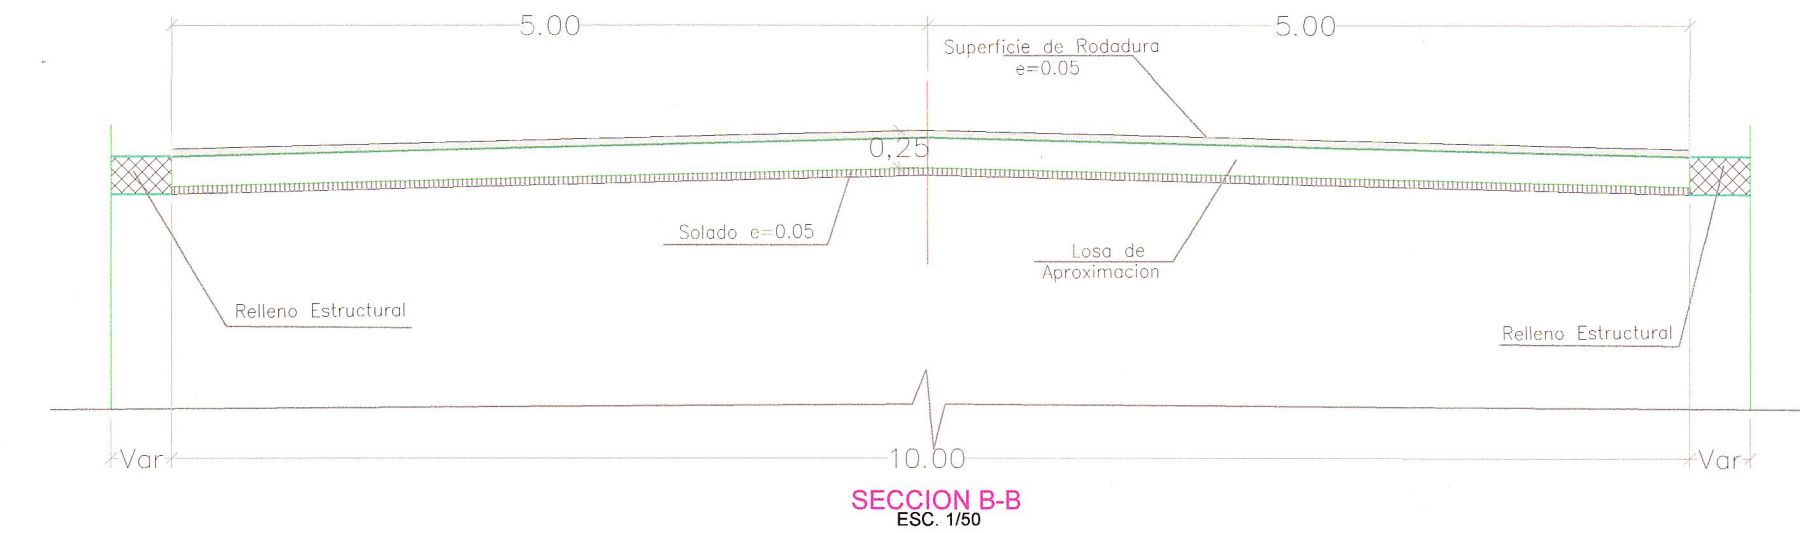 5.00
5.00
Superficie de Rodadura
e=0.05
0,25
Solado e=0.05
Losa de
Aproximacion
Relleno Estructural
Relleno Estructural
Var
10.00
Var
SECCION B-B
ESC. 1/50